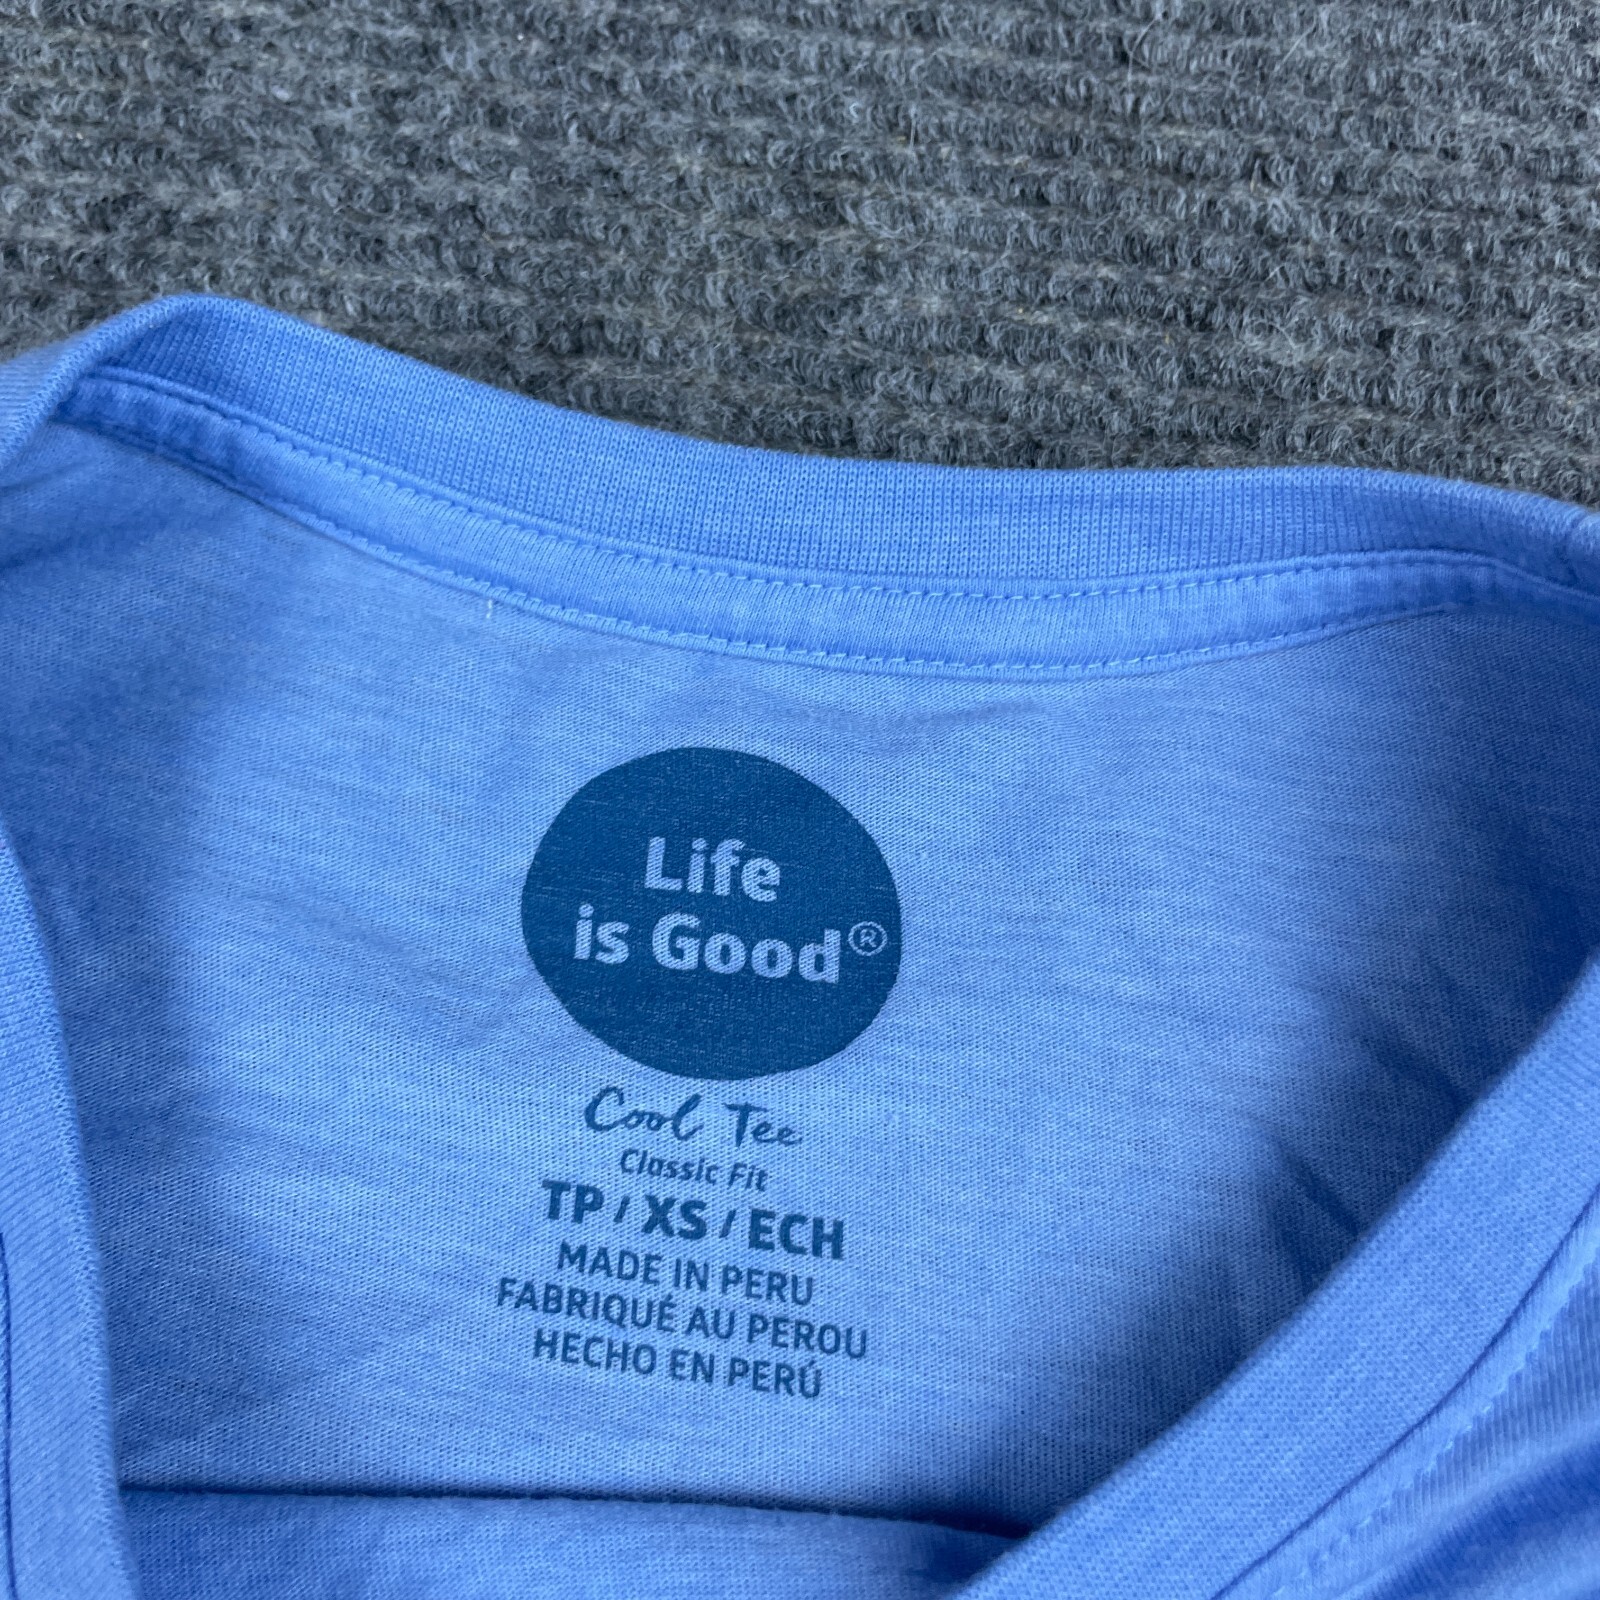 Life
is Good®
Cool Tee
Classic Fit
TP / XS / ECH
MADE IN PERU
FABRIQUÉ AU PEROU
HECHO EN PERÚ